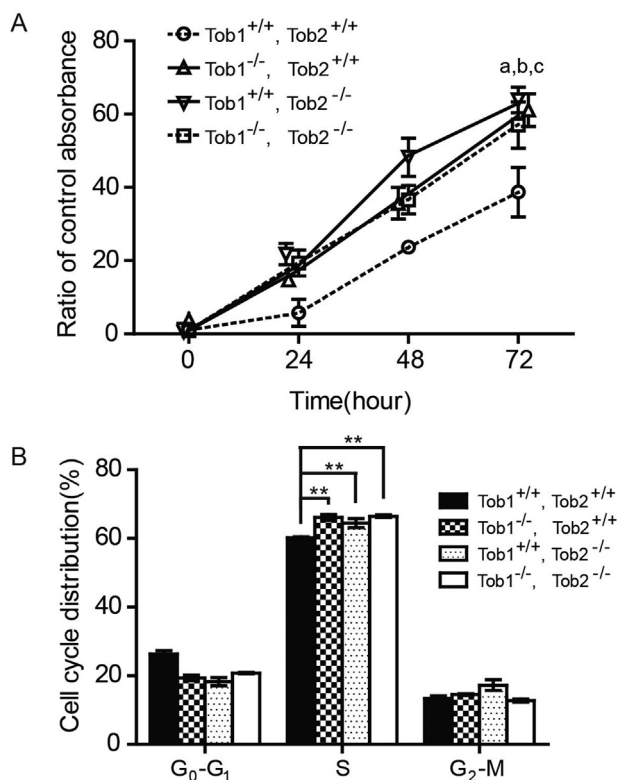 A
Ratio of control absorbance
80
60
40
20
0
Tob1+/+, Tob2+/+
Tob1-/-, Tob2+/+
Tob1+/+, Tob2-/-
Tob1-/-, Tob2-/-
a,b,c
0 24 48 72
Time(hour)
B
Cell cycle distribution(%)
80
60
40
20
0
**
**
**
Tob1+/+, Tob2+/+
Tob1-/-, Tob2+/+
Tob1+/+, Tob2-/-
Tob1-/-, Tob2-/-
G0-G1 S G2-M